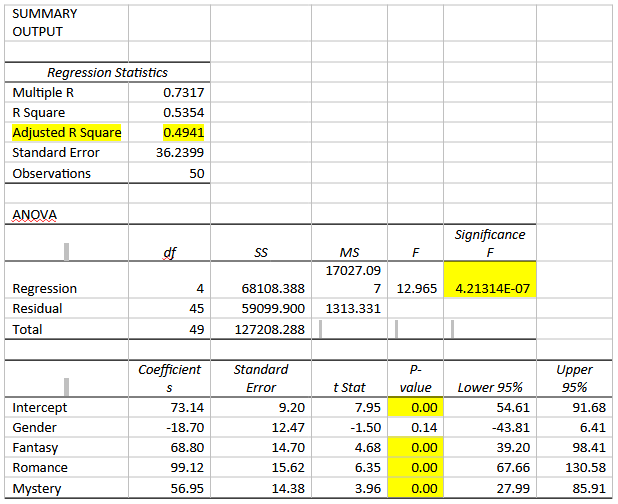 SUMMARY
OUTPUT
Regression Statistics
Multiple R 0.7317
R Square 0.5354
Adjusted R Square 0.4941
Standard Error 36.2399
Observations 50
ANOVA
Significance
df SS MS F F
17027.09
Regression 4 68108.388 7 12.965 4.21314E-07
Residual 45 59099.900 1313.331
Total 49 127208.288
Coefficient Standard P- Upper
s Error t Stat value Lower 95% 95%
Intercept 73.14 9.20 7.95 0.00 54.61 91.68
Gender -18.70 12.47 -1.50 0.14 -43.81 6.41
Fantasy 68.80 14.70 4.68 0.00 39.20 98.41
Romance 99.12 15.62 6.35 0.00 67.66 130.58
Mystery 56.95 14.38 3.96 0.00 27.99 85.91